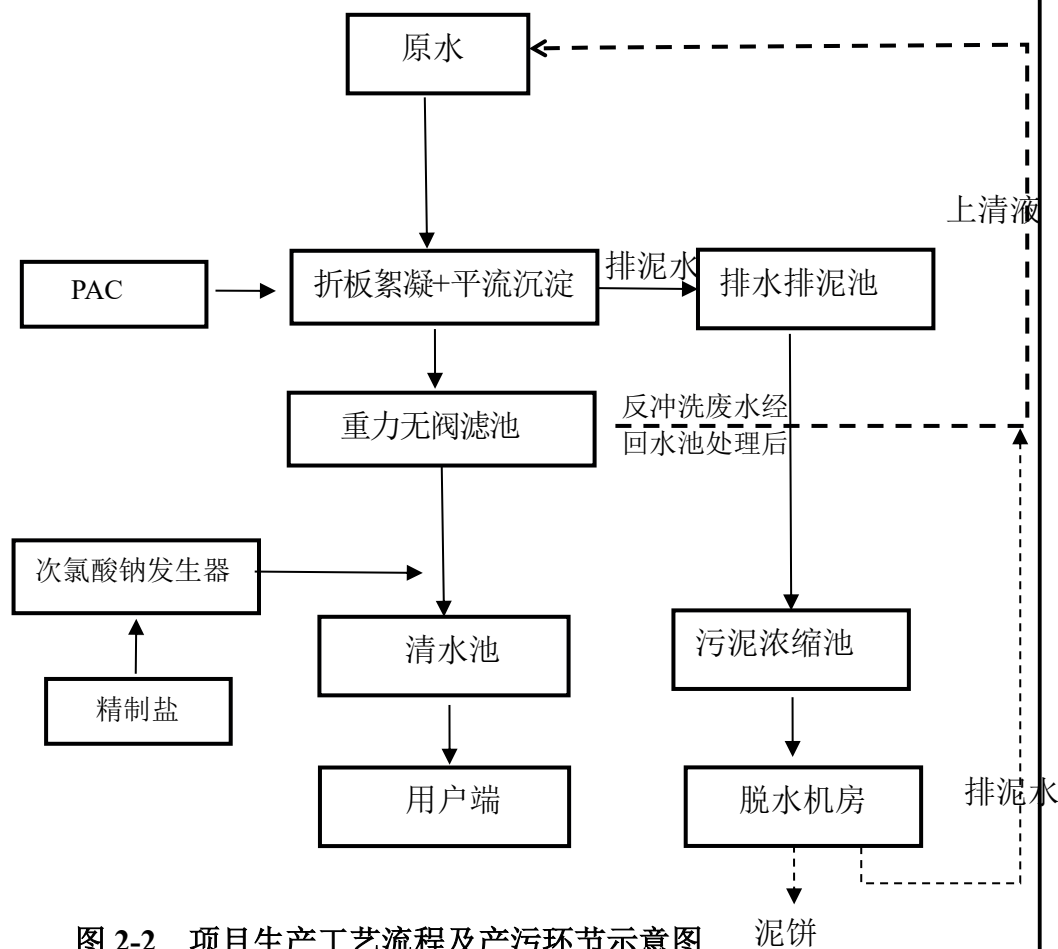 原水
上清液
PAC
折板絮凝+平流沉淀
排泥水
排水排泥池
重力无阀滤池
反冲洗废水经
回水池处理后
次氯酸钠发生器
清水池
污泥浓缩池
精制盐
用户端
脱水机房
排泥水
泥饼
图 2-2 项目生产工艺流程及产污环节示意图